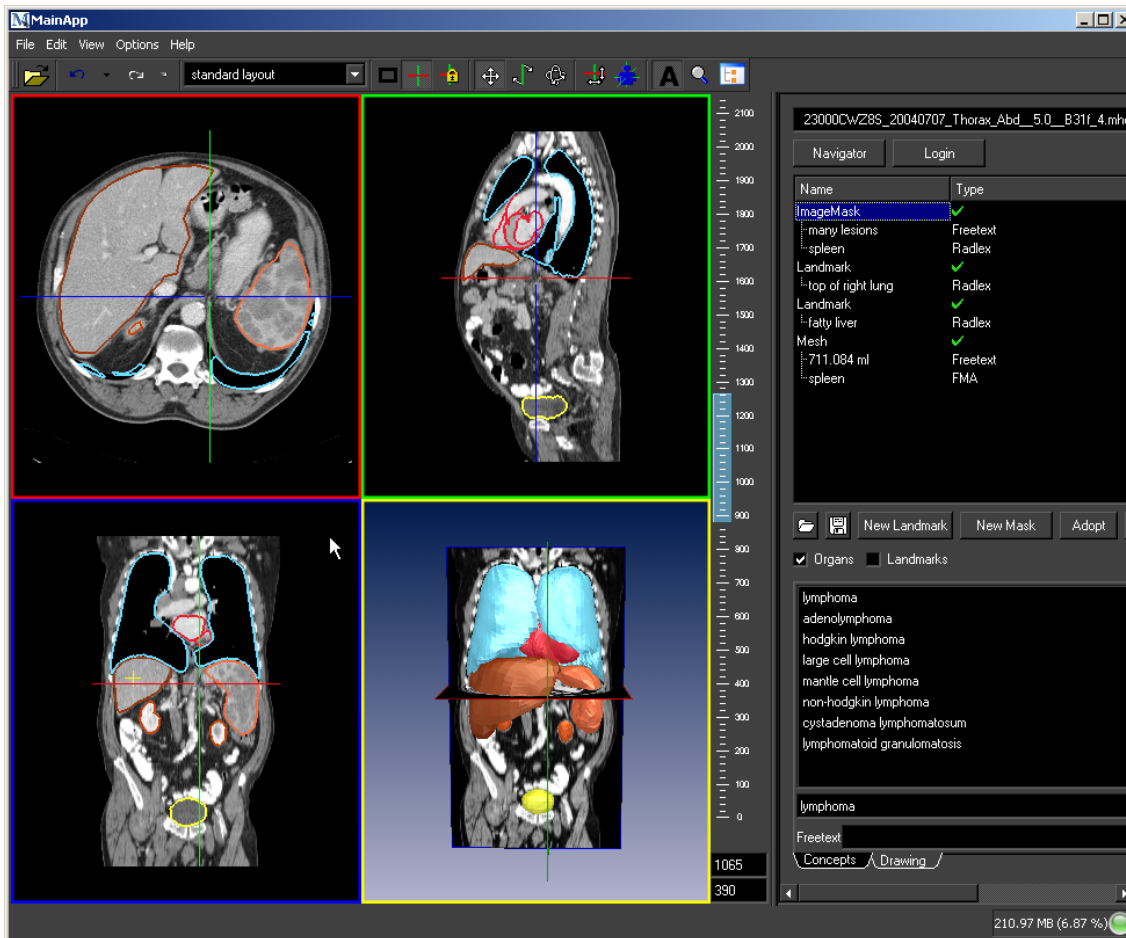 MainApp
File Edit View Options Help
standard layout
A
2100
2000
1900
1800
1700
1600
1500
1400
1300
1200
1100
1000
900
800
700
600
500
400
300
200
100
0
1065
390
23000CWZ8S_20040707_Thorax_Abd__5.0__B31f_4.mh
Navigator Login
Name Type
ImageMask
many lesions Freetext
spleen Radlex
Landmark
top of right lung Radlex
Landmark
fatty liver Radlex
Mesh
711.084 ml Freetext
spleen FMA
New Landmark New Mask Adopt
Organs Landmarks
lymphoma
adenolymphoma
hodgkin lymphoma
large cell lymphoma
mantle cell lymphoma
non-hodgkin lymphoma
cystadenoma lymphomatosum
lymphomatoid granulomatosis
lymphoma
Freetext
Concepts Drawing
210.97 MB (6.87 %)